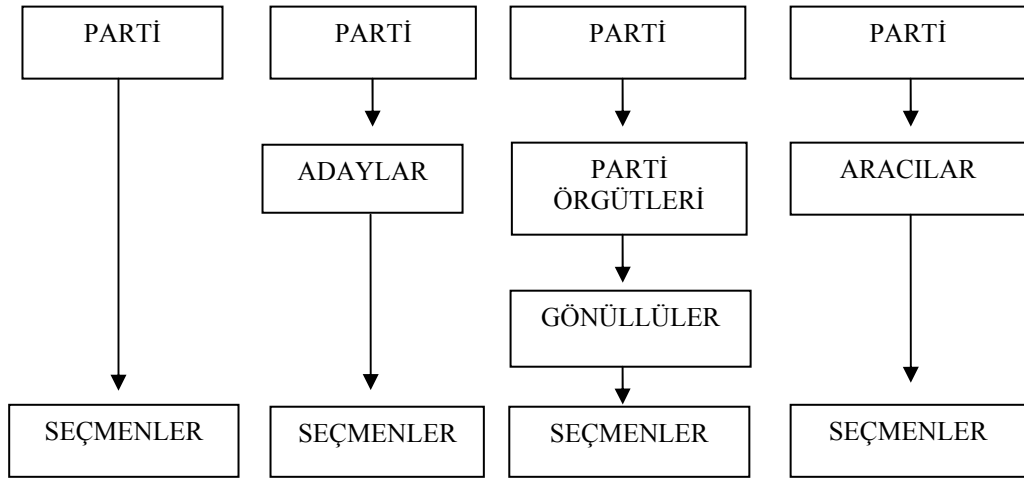 PARTİ
PARTİ
PARTİ
PARTİ
ADAYLAR
PARTİ
ÖRGÜTLERİ
ARACILAR
GÖNÜLLÜLER
SEÇMENLER
SEÇMENLER
SEÇMENLER
SEÇMENLER